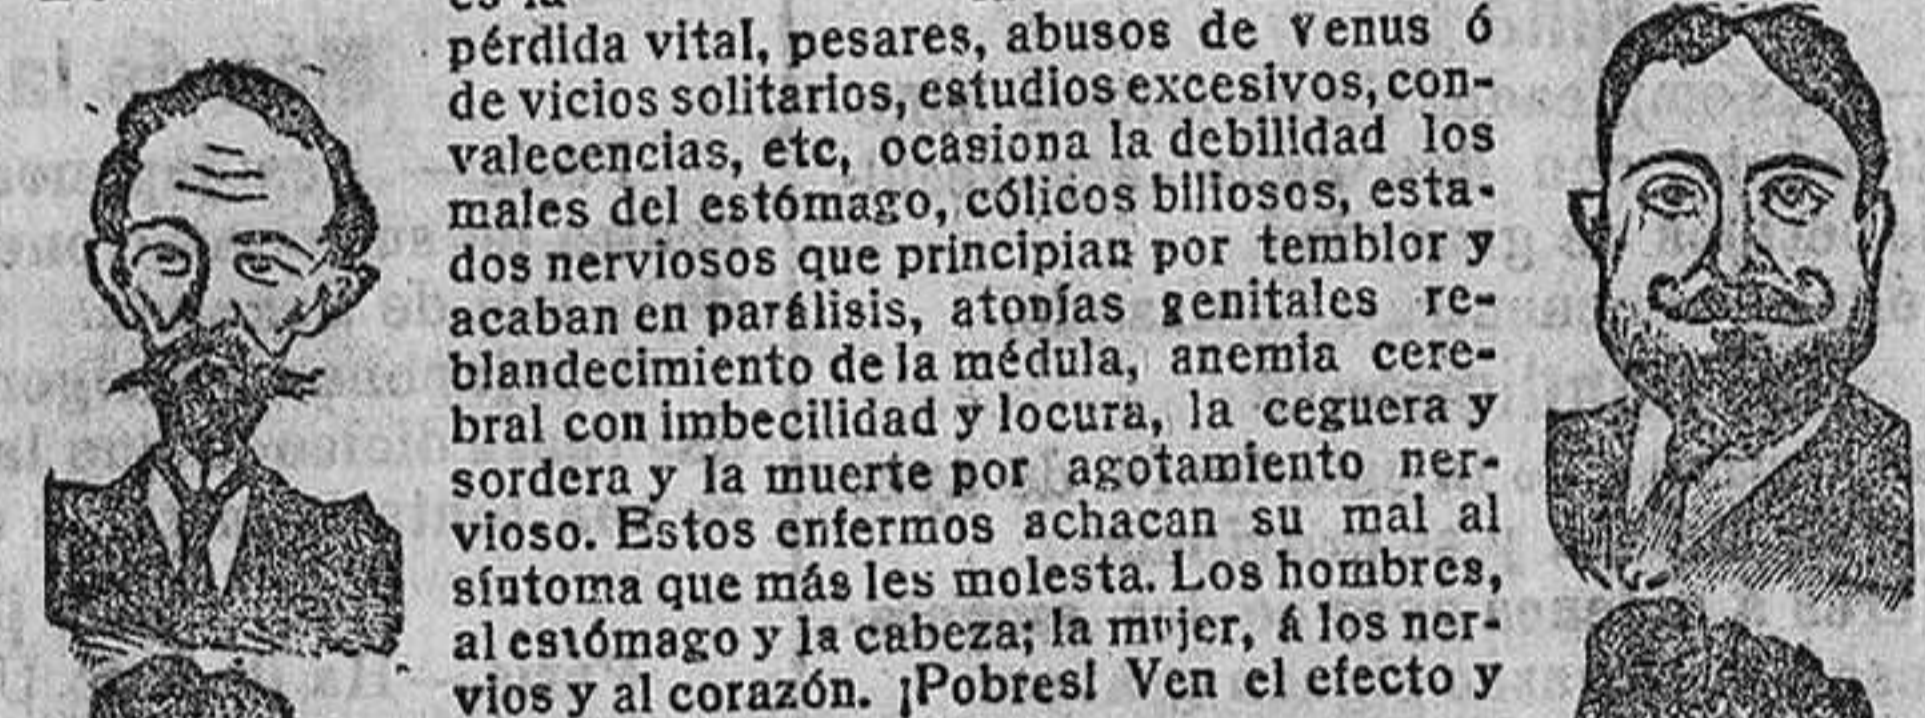 pérdida vital, pesares, abusos de Venus ó
de vicios solitarios, estudios excesivos, con-
valecencias, etc, ocasiona la debilidad los
males del estómago, cólicos biliosos, esta-
dos nerviosos que principian por temblor y
acaban en parálisis, atonías genitales re-
blandecimiento de la médula, anemia cere-
bral con imbecilidad y locura, la ceguera y
sordera y la muerte por agotamiento ner-
vioso. Estos enfermos achacan su mal al
síntoma que más les molesta. Los hombres,
al estómago y la cabeza; la mujer, á los ner-
vios y al corazón. ¡Pobres! Ven el efecto y